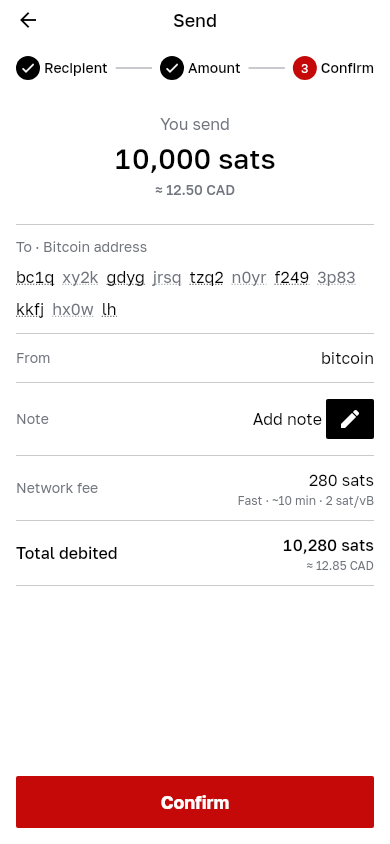 Send
Recipient Amount 3 Confirm
You send
10,000 sats
≈ 12.50 CAD
To · Bitcoin address
bc1q xy2k gdyg jrsq tzq2 n0yr f249 3p83
kkfj hx0w lh
From bitcoin
Note Add note
Network fee 280 sats
Fast · ~10 min · 2 sat/vB
Total debited 10,280 sats
≈ 12.85 CAD
Confirm